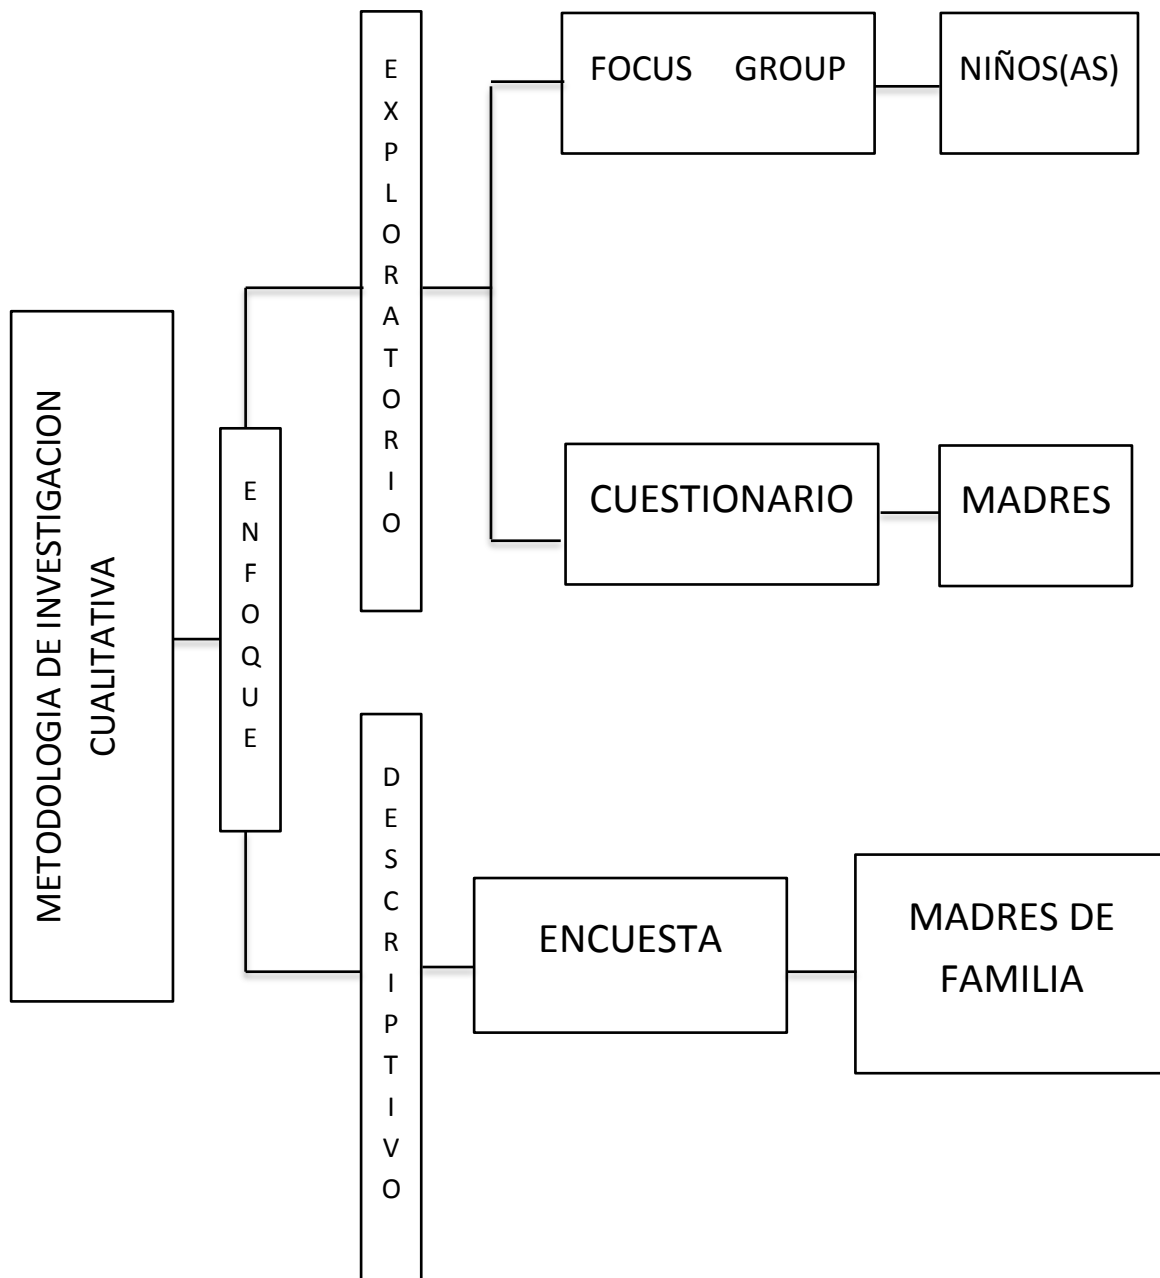 METODOLOGIA DE INVESTIGACION
CUALITATIVA
ENFOQUE
EXPLORATORIO
FOCUS GROUP
NIÑOS(AS)
CUESTIONARIO
MADRES
DESCRIPTIVO
ENCUESTA
MADRES DE
FAMILIA